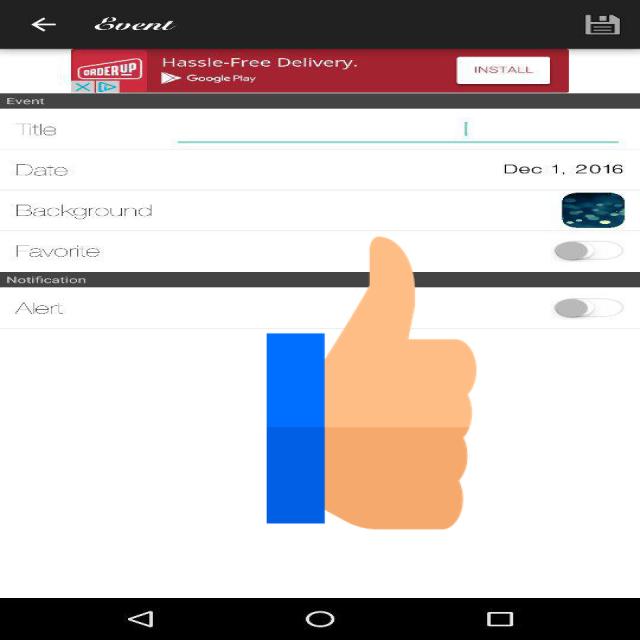 Event
ORDERUP
Hassle-Free Delivery.
Google Play
INSTALL
Event
Title
Date Dec 1, 2016
Background
Favorite
Notification
Alert